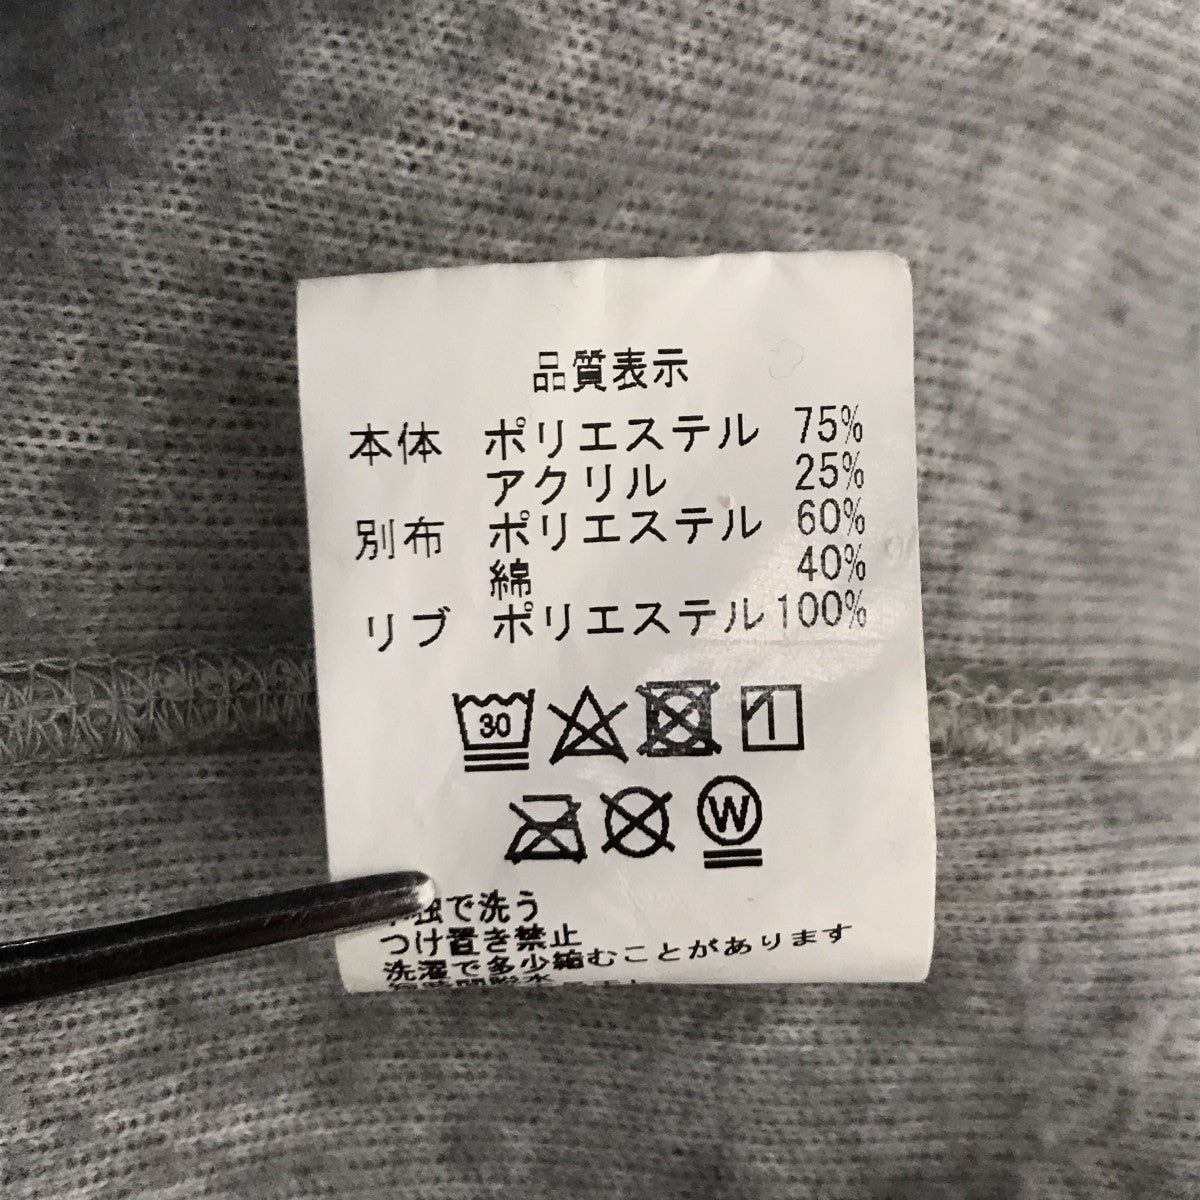 品質表示
本体 ポリエステル 75%
アクリル 25%
別布 ポリエステル 60%
綿 40%
リブ ポリエステル 100%
30
W
独で洗う
つけ置き禁止
洗濯で多少縮むことがあります